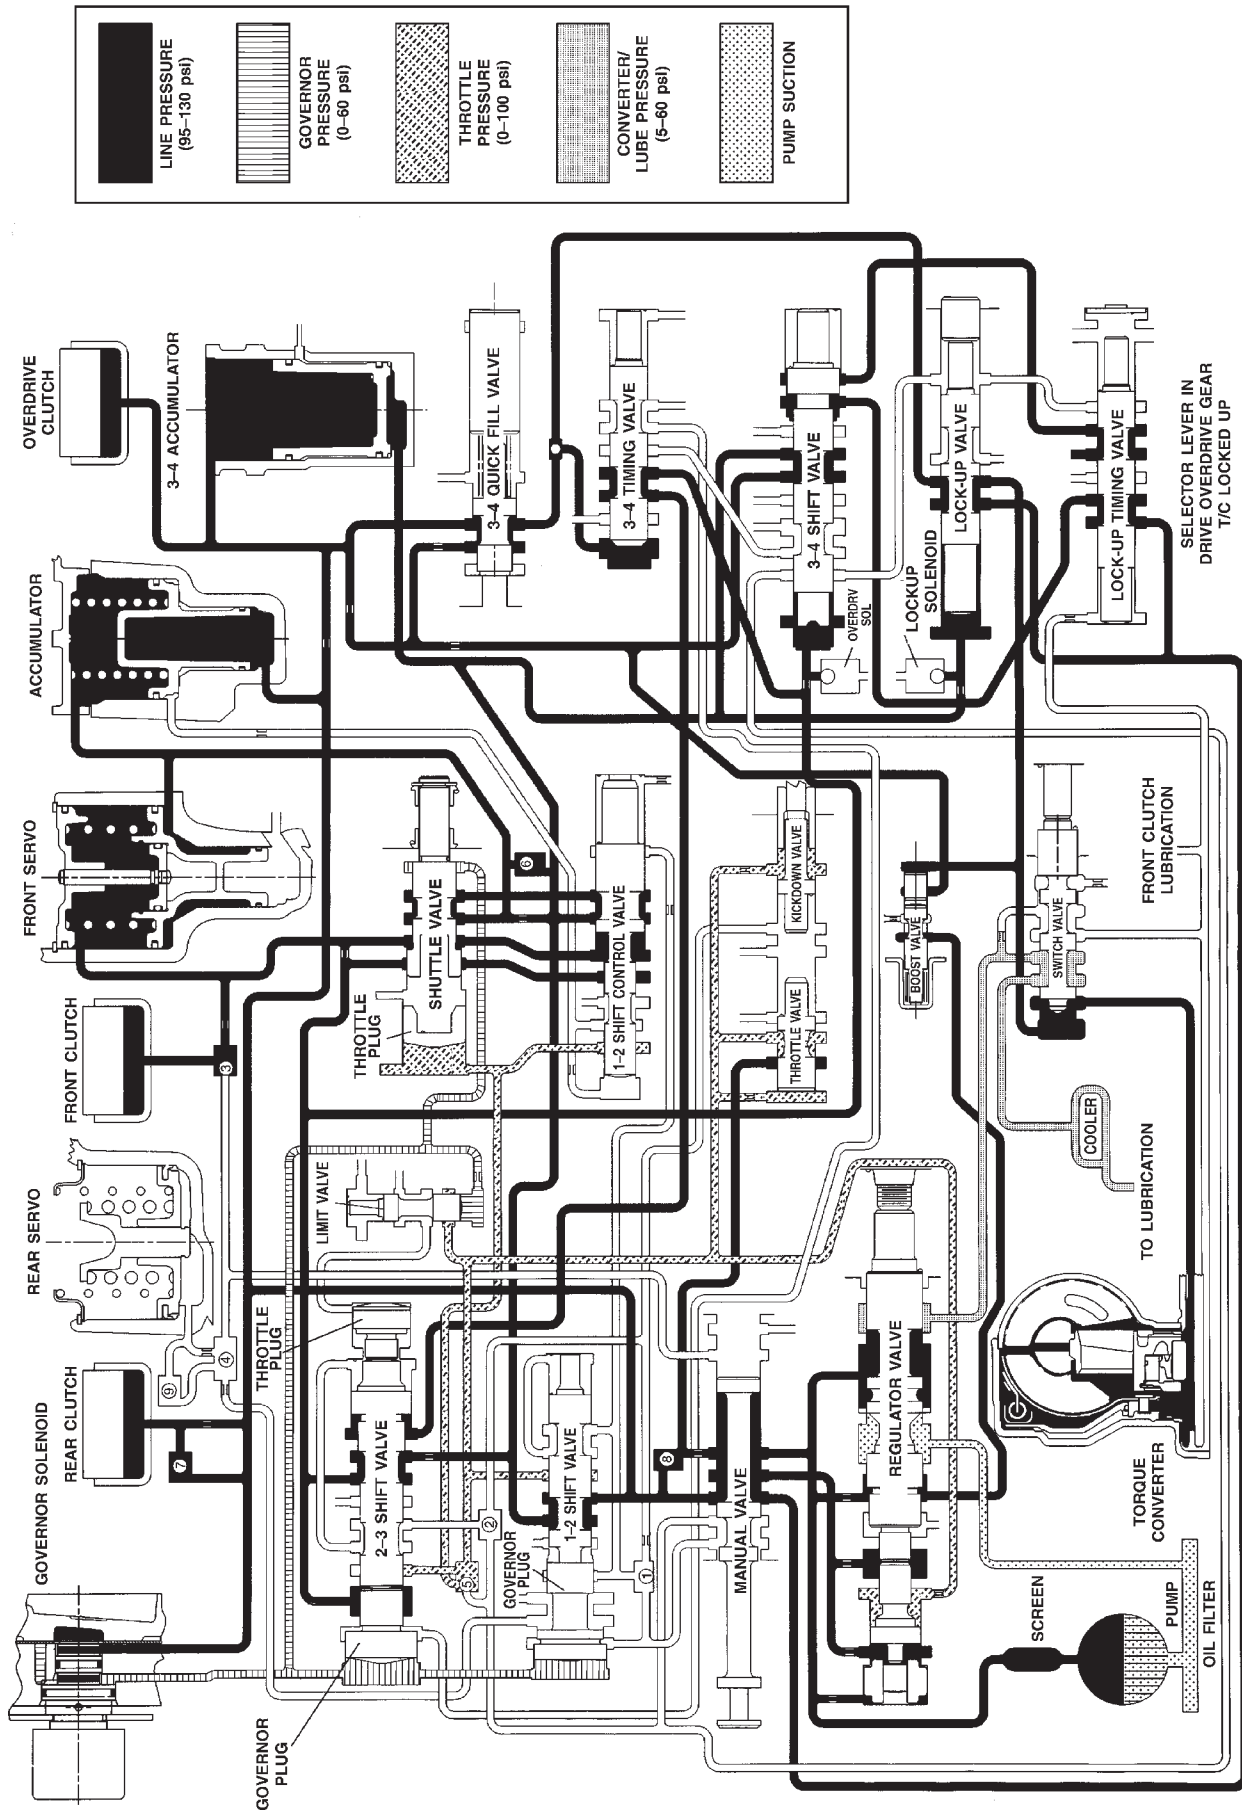 LINE PRESSURE
(95–130 psi)
GOVERNOR
PRESSURE
(0–60 psi)
THROTTLE
PRESSURE
(0–100 psi)
CONVERTER/
LUBE PRESSURE
(5–60 psi)
PUMP SUCTION
GOVERNOR SOLENOID
REAR CLUTCH
REAR SERVO
FRONT CLUTCH
FRONT SERVO
ACCUMULATOR
OVERDRIVE
CLUTCH
3–4 ACCUMULATOR
7
9
4
3
6
GOVERNOR
PLUG
THROTTLE
PLUG
2–3 SHIFT VALVE
LIMIT VALVE
THROTTLE
PLUG
SHUTTLE VALVE
3–4 QUICK FILL VALVE
2
5
GOVERNOR
PLUG
1–2 SHIFT VALVE
1–2 SHIFT CONTROL VALVE
3–4 TIMING VALVE
1
8
MANUAL VALVE
THROTTLE VALVE
KICKDOWN VALVE
3–4 SHIFT VALVE
OVERDRV
SOL
LOCKUP
SOLENOID
LOCK-UP VALVE
REGULATOR VALVE
BOOST VALVE
SWITCH VALVE
LOCK-UP TIMING VALVE
SCREEN
PUMP
OIL FILTER
TORQUE
CONVERTER
COOLER
TO LUBRICATION
FRONT CLUTCH
LUBRICATION
SELECTOR LEVER IN
DRIVE OVERDRIVE GEAR
T/C LOCKED UP